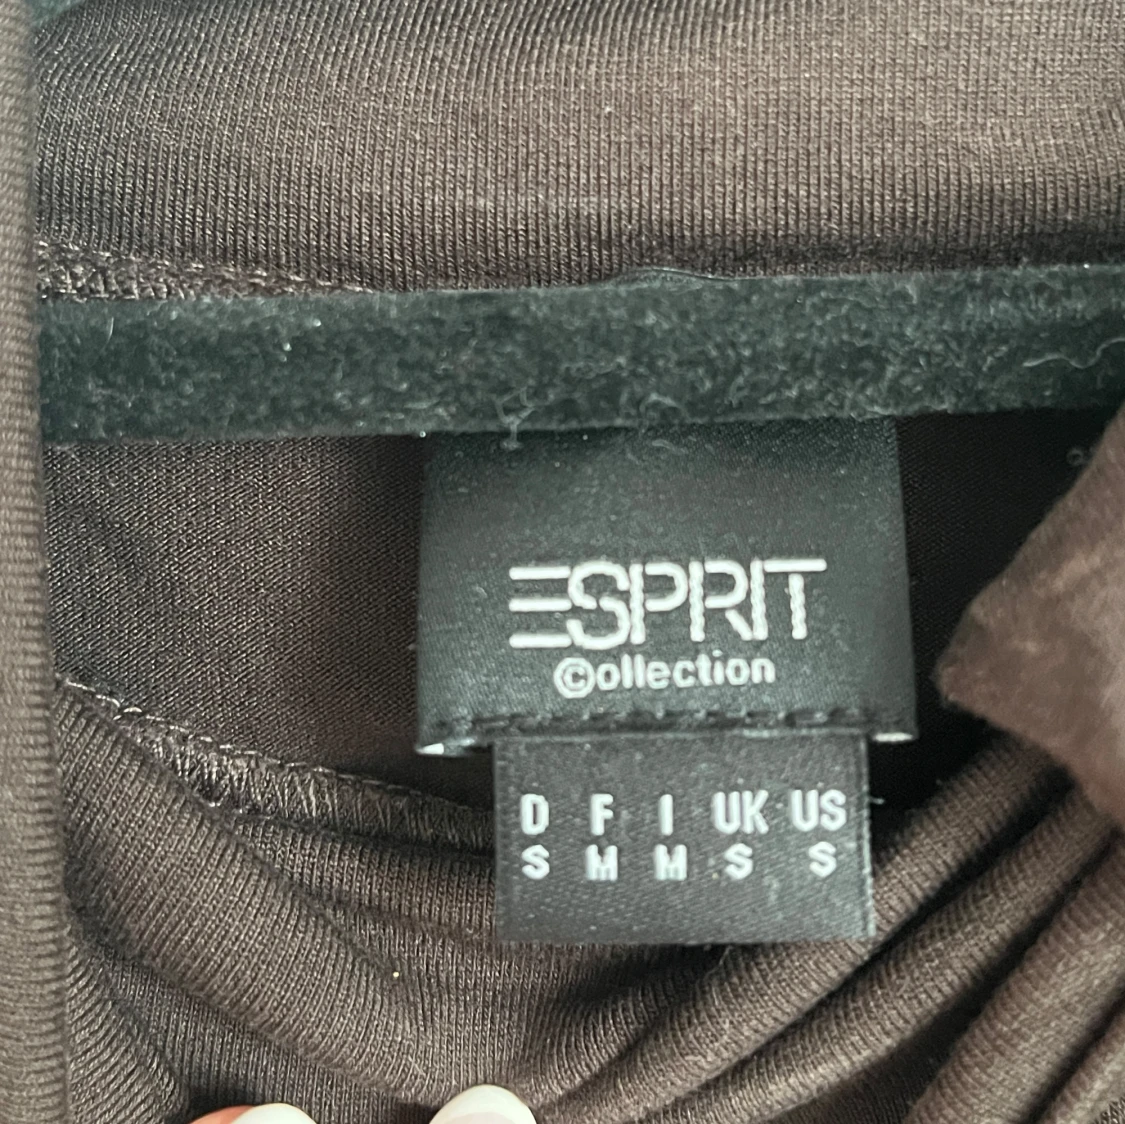 ESPRIT
©ollection
D F I UK US
S M M S S